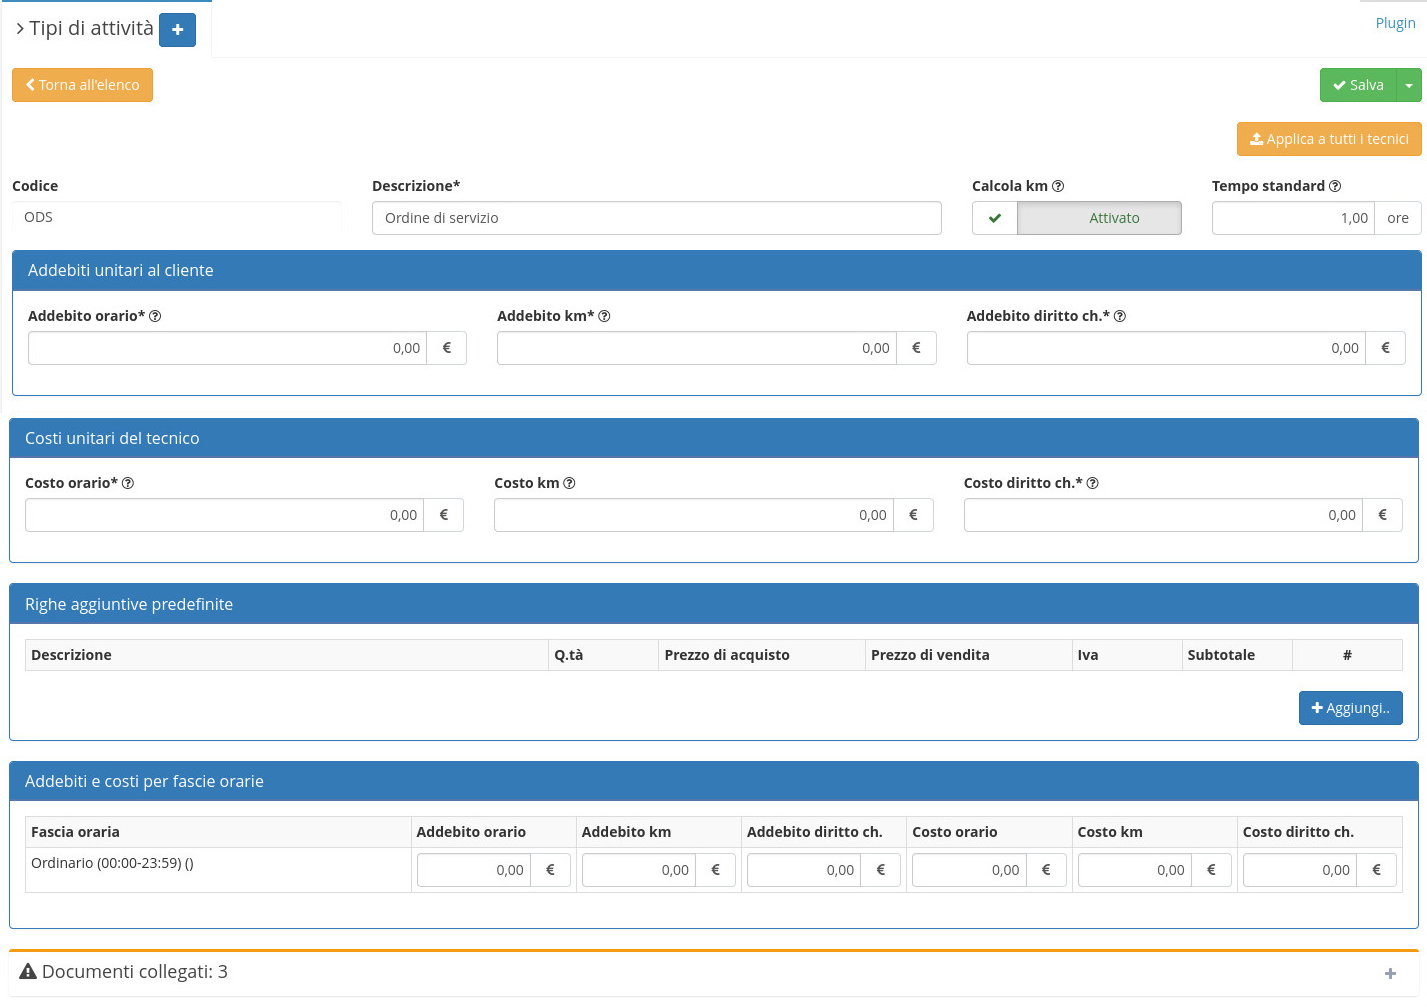 Tipi di attività
Plugin
Torna all'elenco
Salva
Applica a tutti i tecnici
Codice Descrizione* Calcola km Tempo standard
ODS Ordine di servizio Attivato 1,00 ore
Addebiti unitari al cliente
Addebito orario* Addebito km* Addebito diritto ch.*
0,00 € 0,00 € 0,00 €
Costi unitari del tecnico
Costo orario* Costo km Costo diritto ch.*
0,00 € 0,00 € 0,00 €
Righe aggiuntive predefinite
Descrizione Q.tà Prezzo di acquisto Prezzo di vendita Iva Subtotale #
Aggiungi..
Addebiti e costi per fascie orarie
Fascia oraria Addebito orario Addebito km Addebito diritto ch. Costo orario Costo km Costo diritto ch.
Ordinario (00:00-23:59) () 0,00 € 0,00 € 0,00 € 0,00 € 0,00 € 0,00 €
Documenti collegati: 3